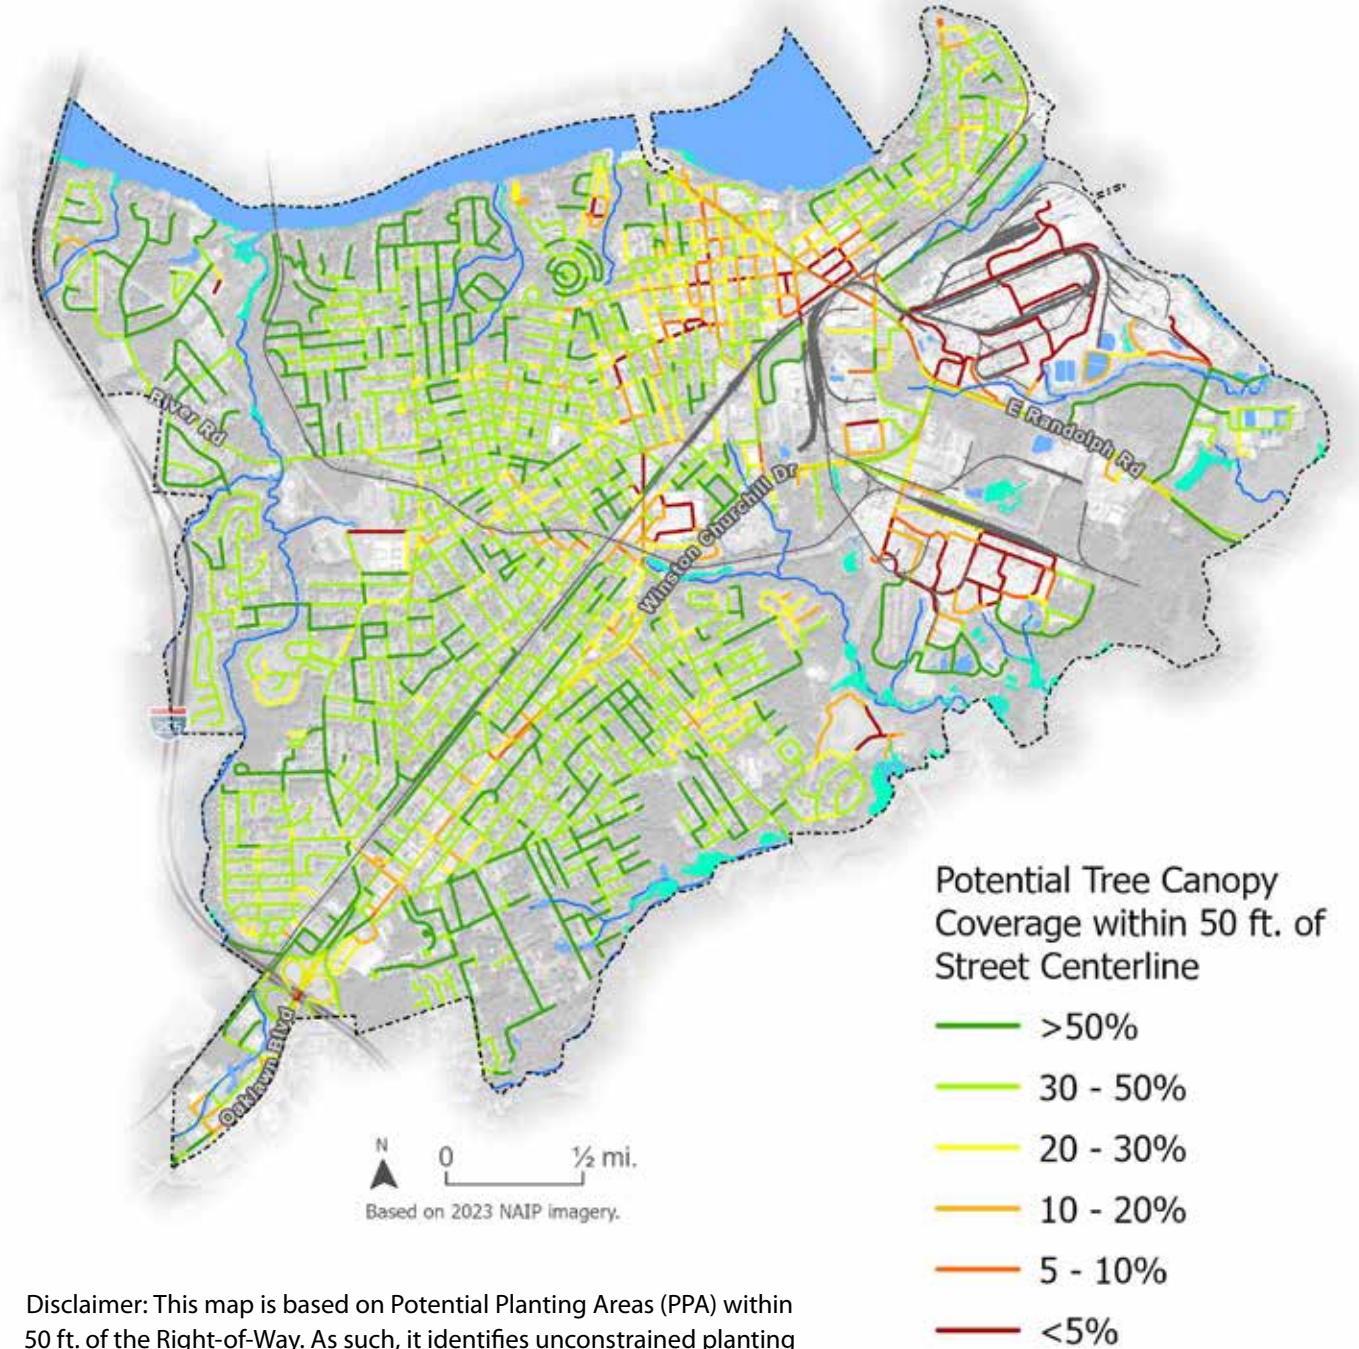 River Rd
E Randolph Rd
Winston Churchill Dr
Oaklawn Blvd
Potential Tree Canopy
Coverage within 50 ft. of
Street Centerline
>50%
30 - 50%
20 - 30%
10 - 20%
5 - 10%
<5%
N
0 ½ mi.
Based on 2023 NAIP imagery.
Disclaimer: This map is based on Potential Planting Areas (PPA) within
50 ft. of the Right-of-Way. As such, it identifies unconstrained planting